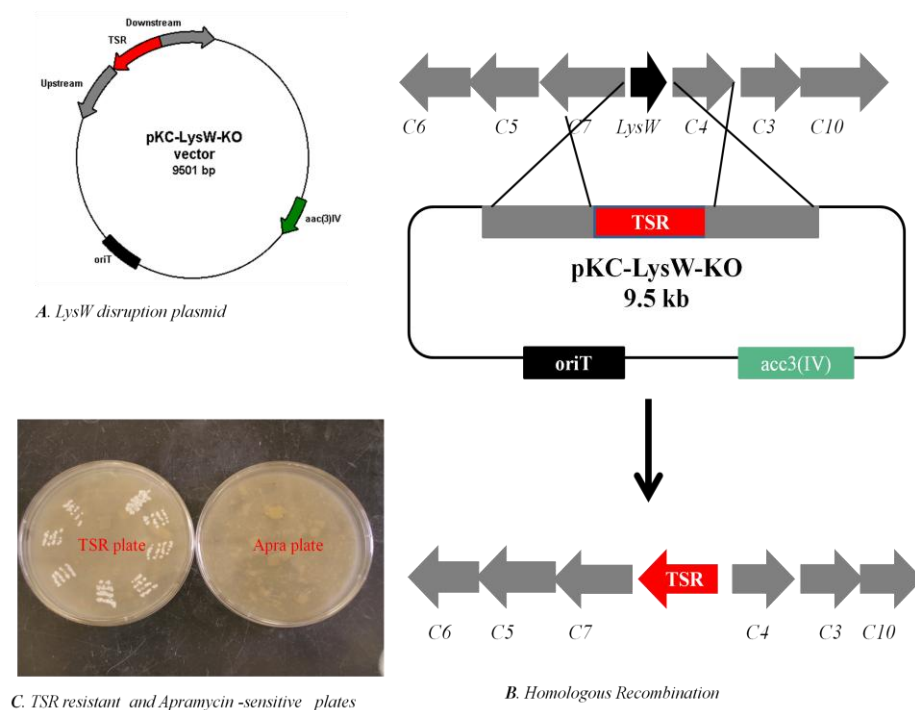 Downstream
TSR
Upstream
pKC-LysW-KO
vector
9501 bp
aac(3)IV
oriT
A. LysW disruption plasmid
C6 C5 C7 LysW C4 C3 C10
TSR
pKC-LysW-KO
9.5 kb
oriT acc3(IV)
TSR plate Apra plate
TSR
C6 C5 C7 C4 C3 C10
C. TSR resistant and Apramycin -sensitive plates
B. Homologous Recombination